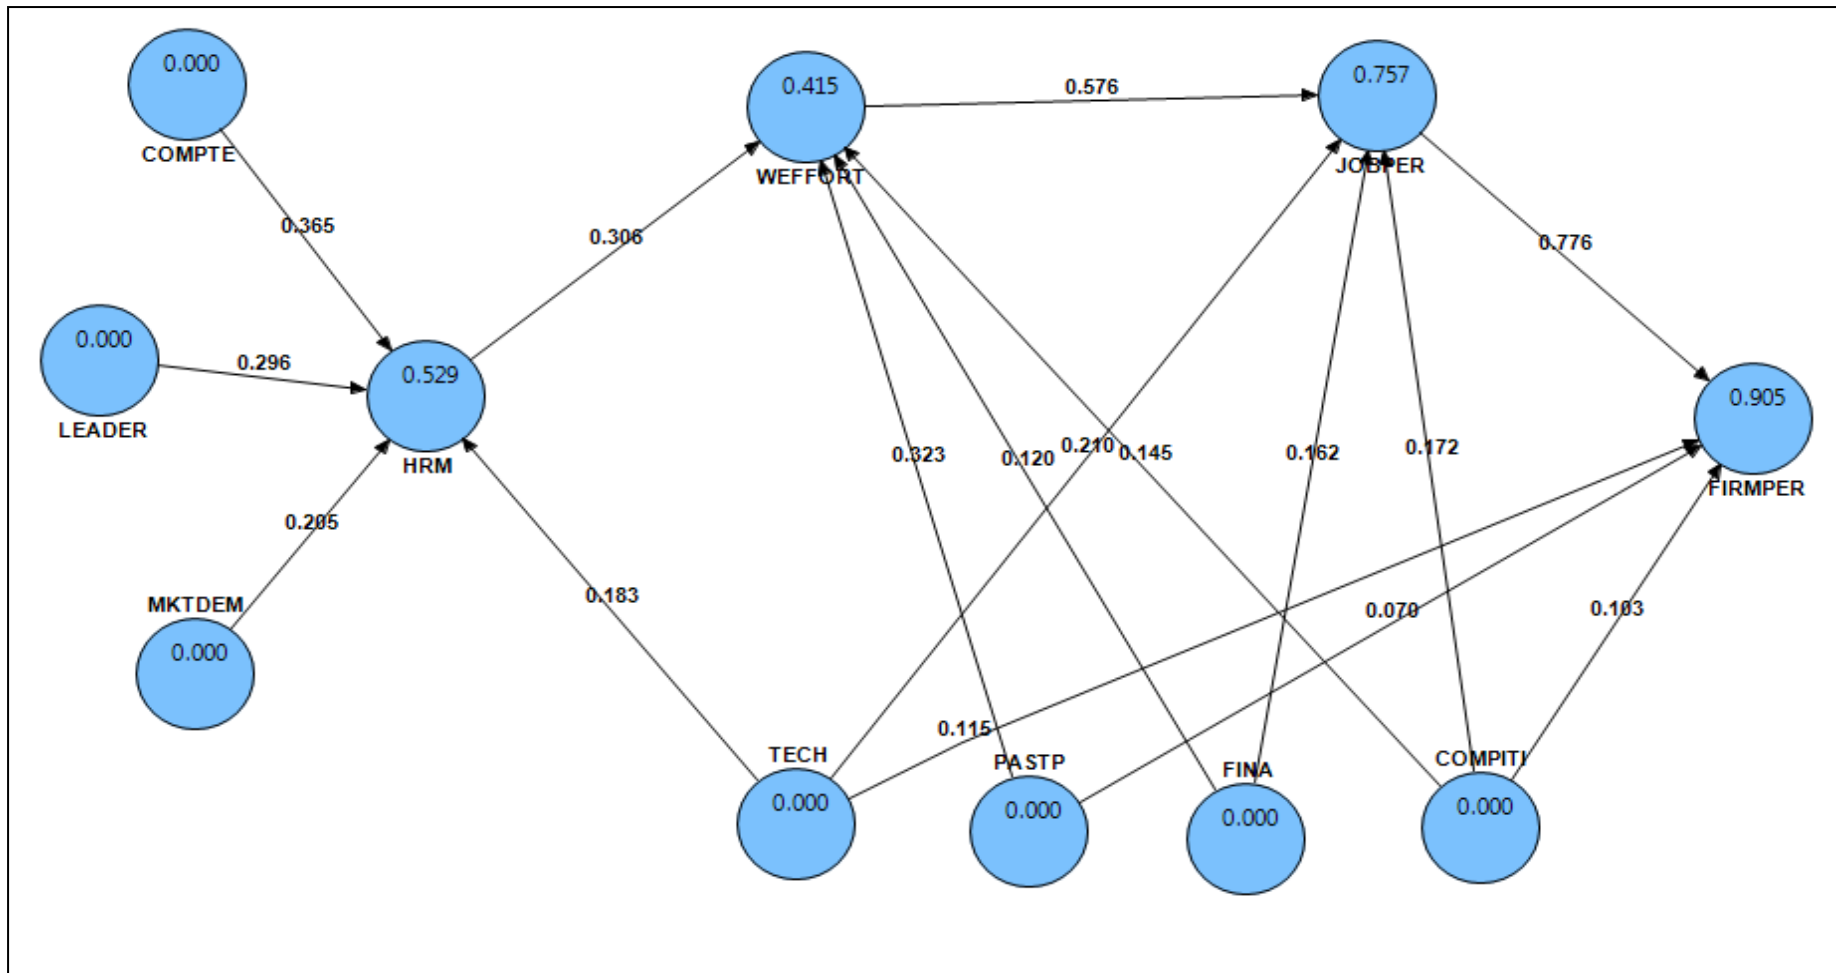 0.000
COMPTE
0.415
WEFFORT
0.576
0.757
JOBPER
0.365
0.306
0.776
0.000
LEADER
0.296
0.529
HRM
0.905
FIRMPER
0.323
0.120
0.210
0.145
0.162
0.172
0.205
MKTDEM
0.000
0.183
0.070
0.103
0.115
TECH
0.000
PASTP
0.000
FINA
0.000
COMPITI
0.000